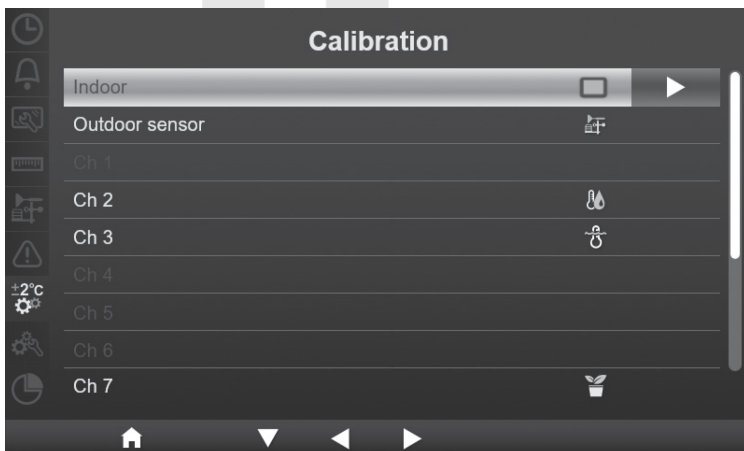 Calibration
Indoor
Outdoor sensor
Ch 1
Ch 2
Ch 3
Ch 4
±2°C
Ch 5
Ch 6
Ch 7